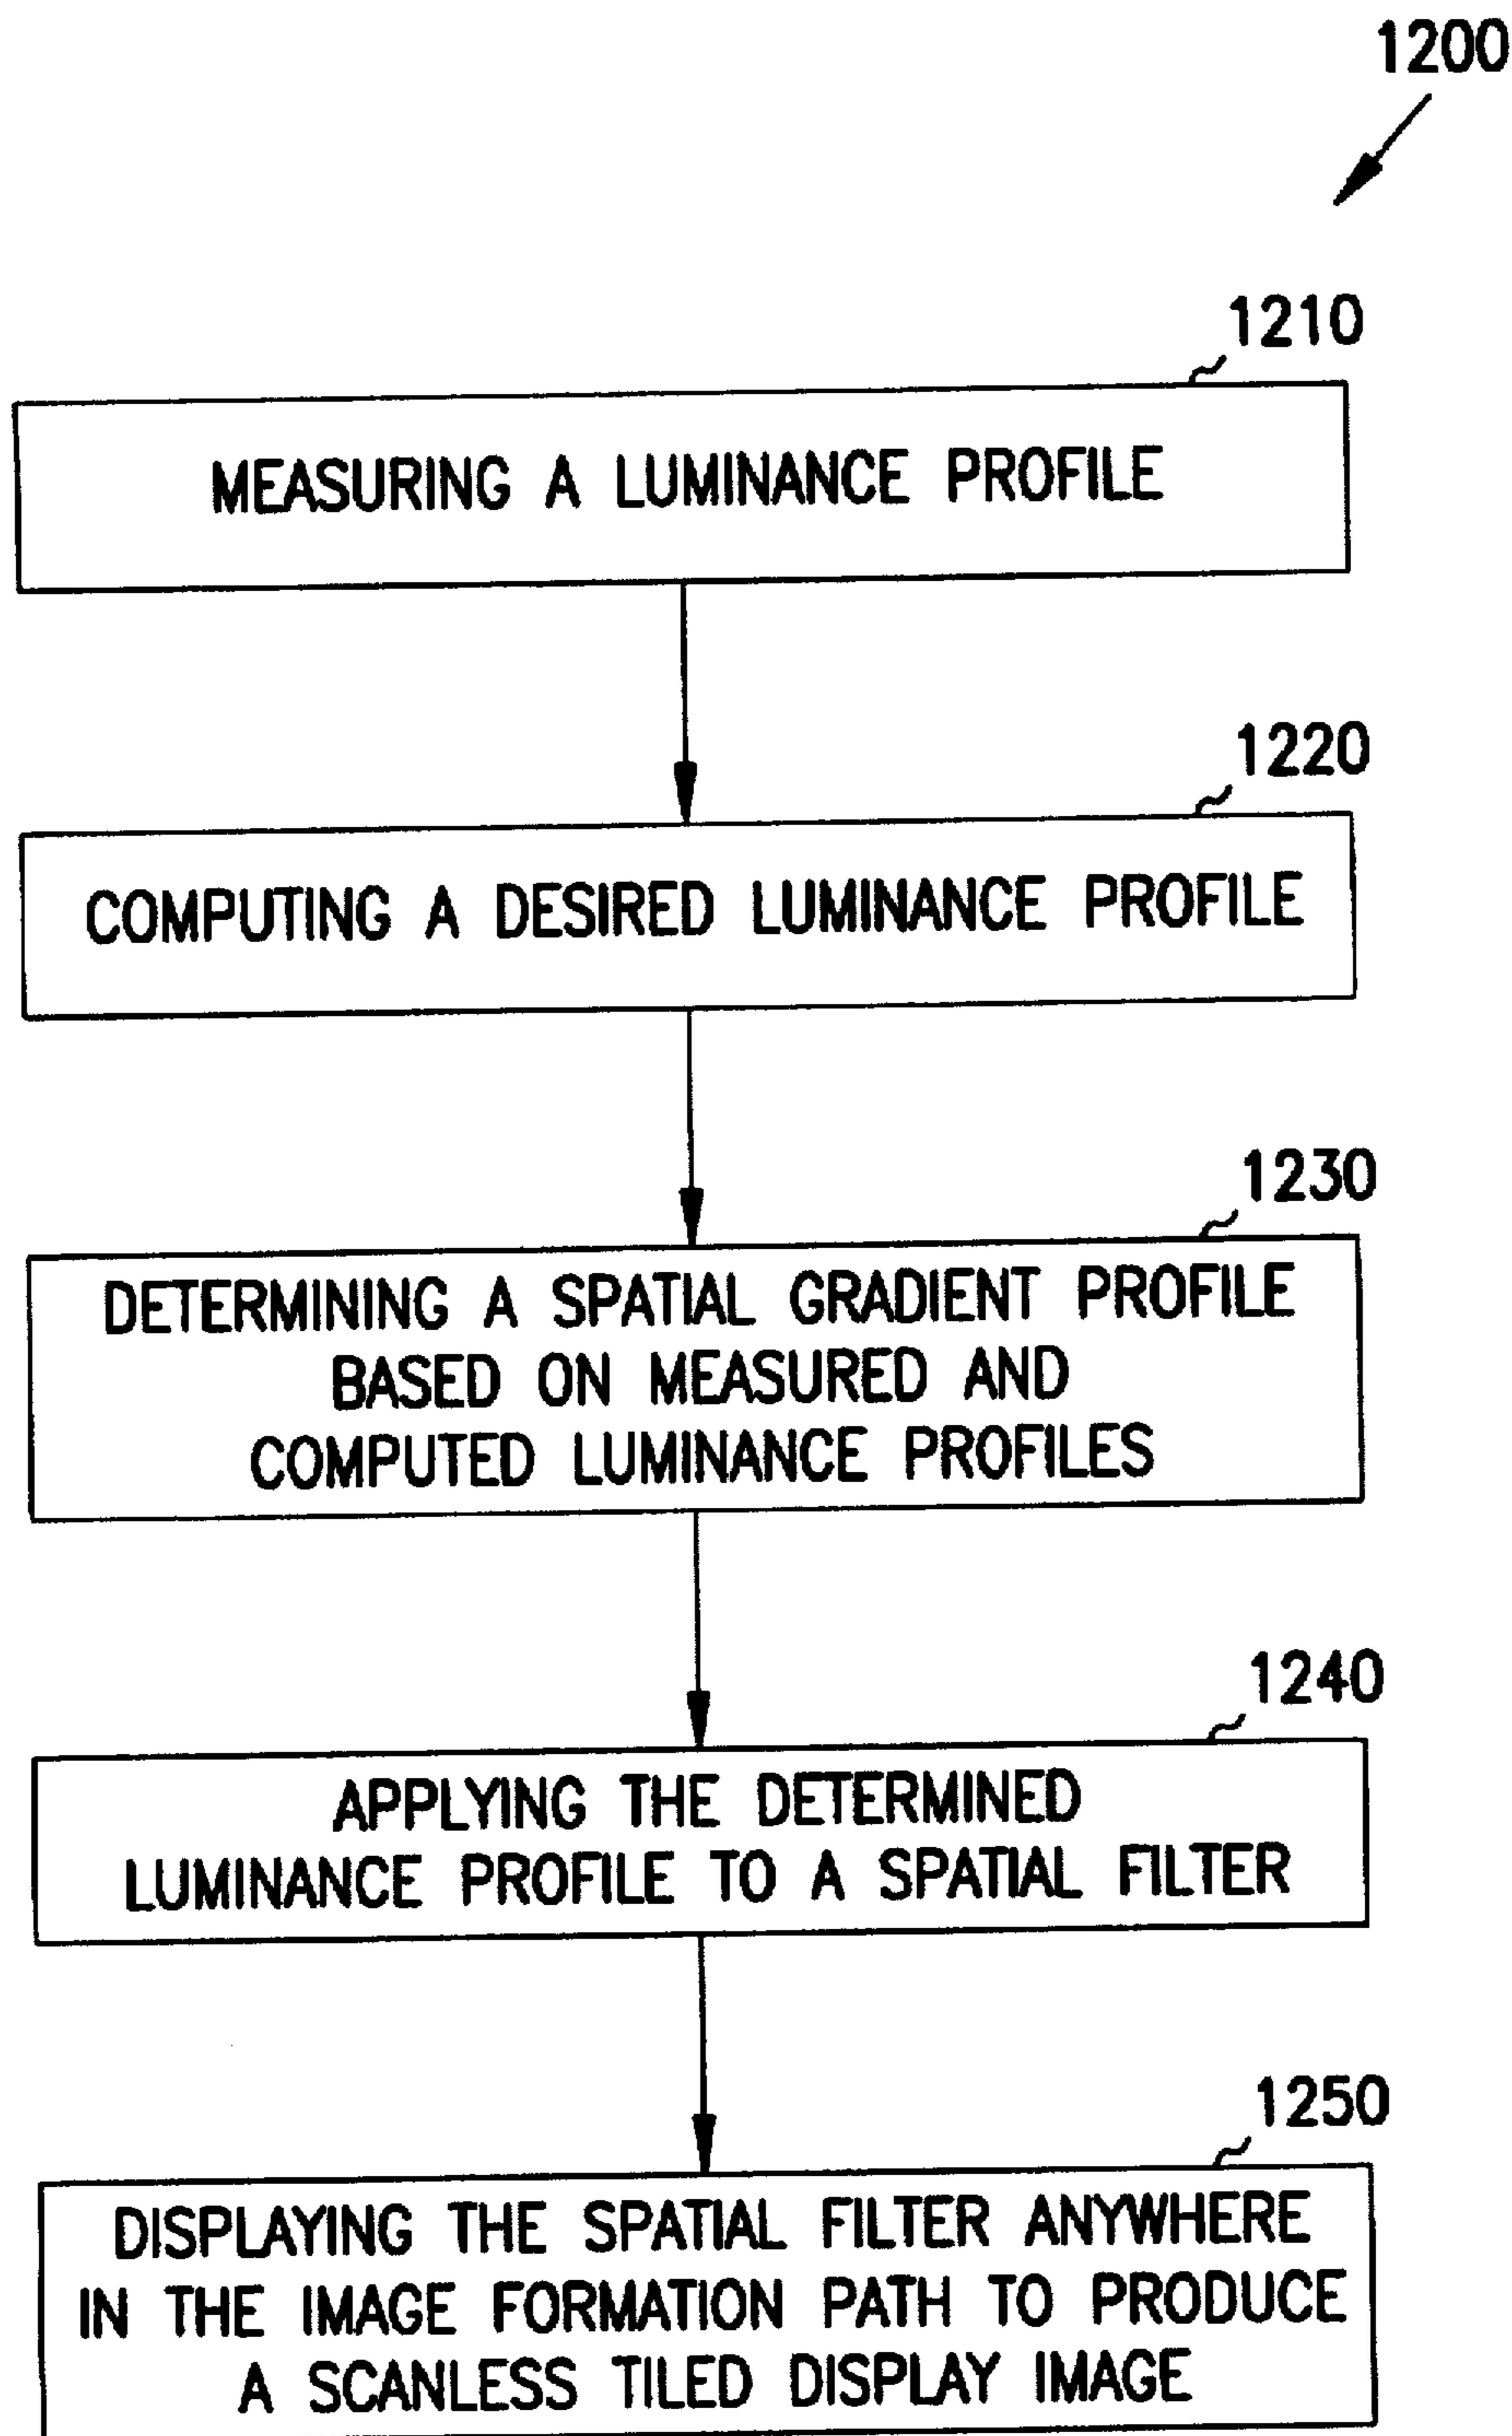 1200
1210
MEASURING A LUMINANCE PROFILE
1220
COMPUTING A DESIRED LUMINANCE PROFILE
1230
DETERMINING A SPATIAL GRADIENT PROFILE
BASED ON MEASURED AND
COMPUTED LUMINANCE PROFILES
1240
APPLYING THE DETERMINED
LUMINANCE PROFILE TO A SPATIAL FILTER
1250
DISPLAYING THE SPATIAL FILTER ANYWHERE
IN THE IMAGE FORMATION PATH TO PRODUCE
A SCANLESS TILED DISPLAY IMAGE